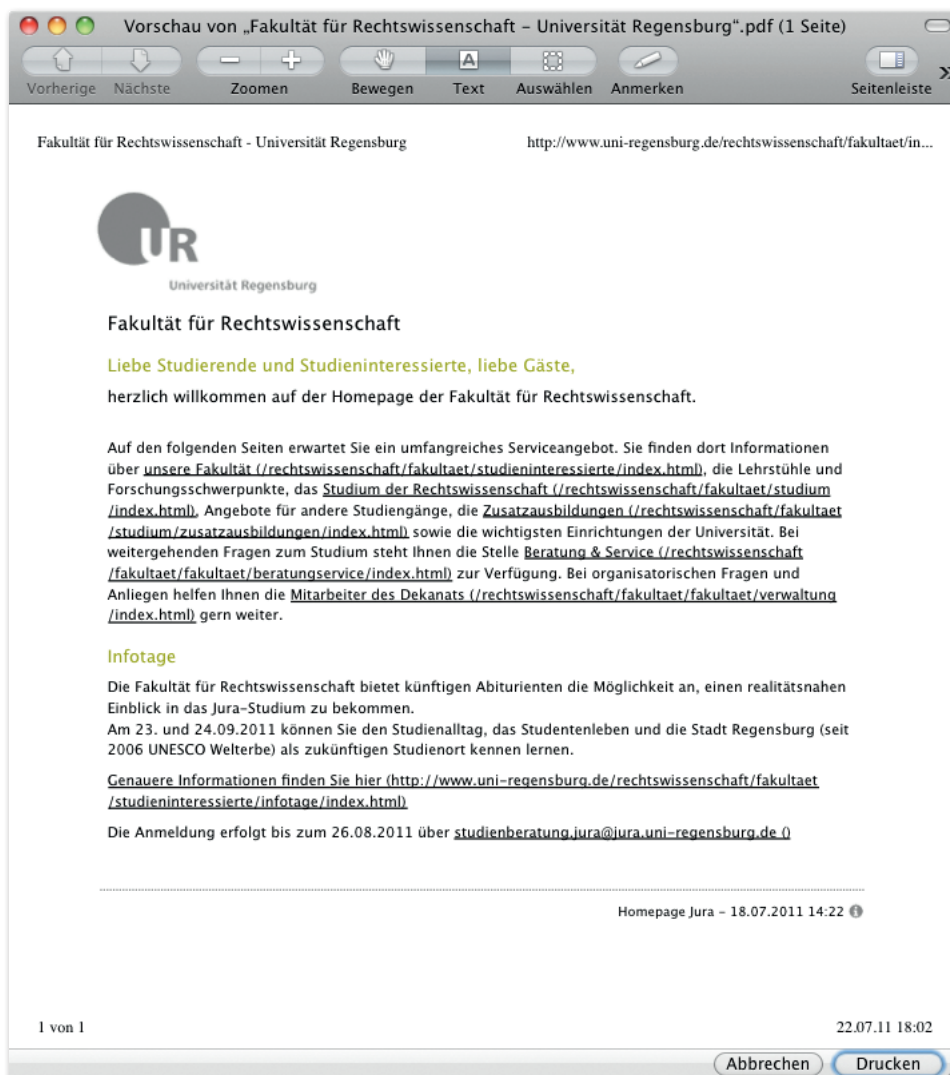 Vorschau von „Fakultät für Rechtswissenschaft – Universität Regensburg“.pdf (1 Seite)
Vorherige Nächste Zoomen Bewegen Text Auswählen Anmerken Seitenleiste
Fakultät für Rechtswissenschaft - Universität Regensburg http://www.uni-regensburg.de/rechtswissenschaft/fakultaet/in...
UR
Universität Regensburg
Fakultät für Rechtswissenschaft
Liebe Studierende und Studieninteressierte, liebe Gäste,
herzlich willkommen auf der Homepage der Fakultät für Rechtswissenschaft.
Auf den folgenden Seiten erwartet Sie ein umfangreiches Serviceangebot. Sie finden dort Informationen
über unsere Fakultät (/rechtswissenschaft/fakultaet/studieninteressierte/index.html), die Lehrstühle und
Forschungsschwerpunkte, das Studium der Rechtswissenschaft (/rechtswissenschaft/fakultaet/studium
/index.html), Angebote für andere Studiengänge, die Zusatzausbildungen (/rechtswissenschaft/fakultaet
/studium/zusatzausbildungen/index.html) sowie die wichtigsten Einrichtungen der Universität. Bei
weitergehenden Fragen zum Studium steht Ihnen die Stelle Beratung & Service (/rechtswissenschaft
/fakultaet/fakultaet/beratungservice/index.html) zur Verfügung. Bei organisatorischen Fragen und
Anliegen helfen Ihnen die Mitarbeiter des Dekanats (/rechtswissenschaft/fakultaet/fakultaet/verwaltung
/index.html) gern weiter.
Infotage
Die Fakultät für Rechtswissenschaft bietet künftigen Abiturienten die Möglichkeit an, einen realitätsnahen
Einblick in das Jura-Studium zu bekommen.
Am 23. und 24.09.2011 können Sie den Studienalltag, das Studentenleben und die Stadt Regensburg (seit
2006 UNESCO Welterbe) als zukünftigen Studienort kennen lernen.
Genauere Informationen finden Sie hier (http://www.uni-regensburg.de/rechtswissenschaft/fakultaet
/studieninteressierte/infotage/index.html)
Die Anmeldung erfolgt bis zum 26.08.2011 über studienberatung.jura@jura.uni-regensburg.de ()
Homepage Jura – 18.07.2011 14:22
1 von 1 22.07.11 18:02
Abbrechen Drucken